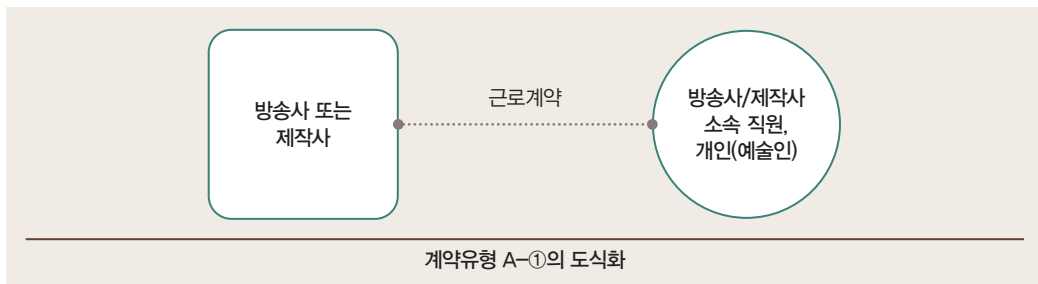 방송사 또는
제작사
근로계약
방송사/제작사
소속 직원,
개인(예술인)
계약유형 A-①의 도식화